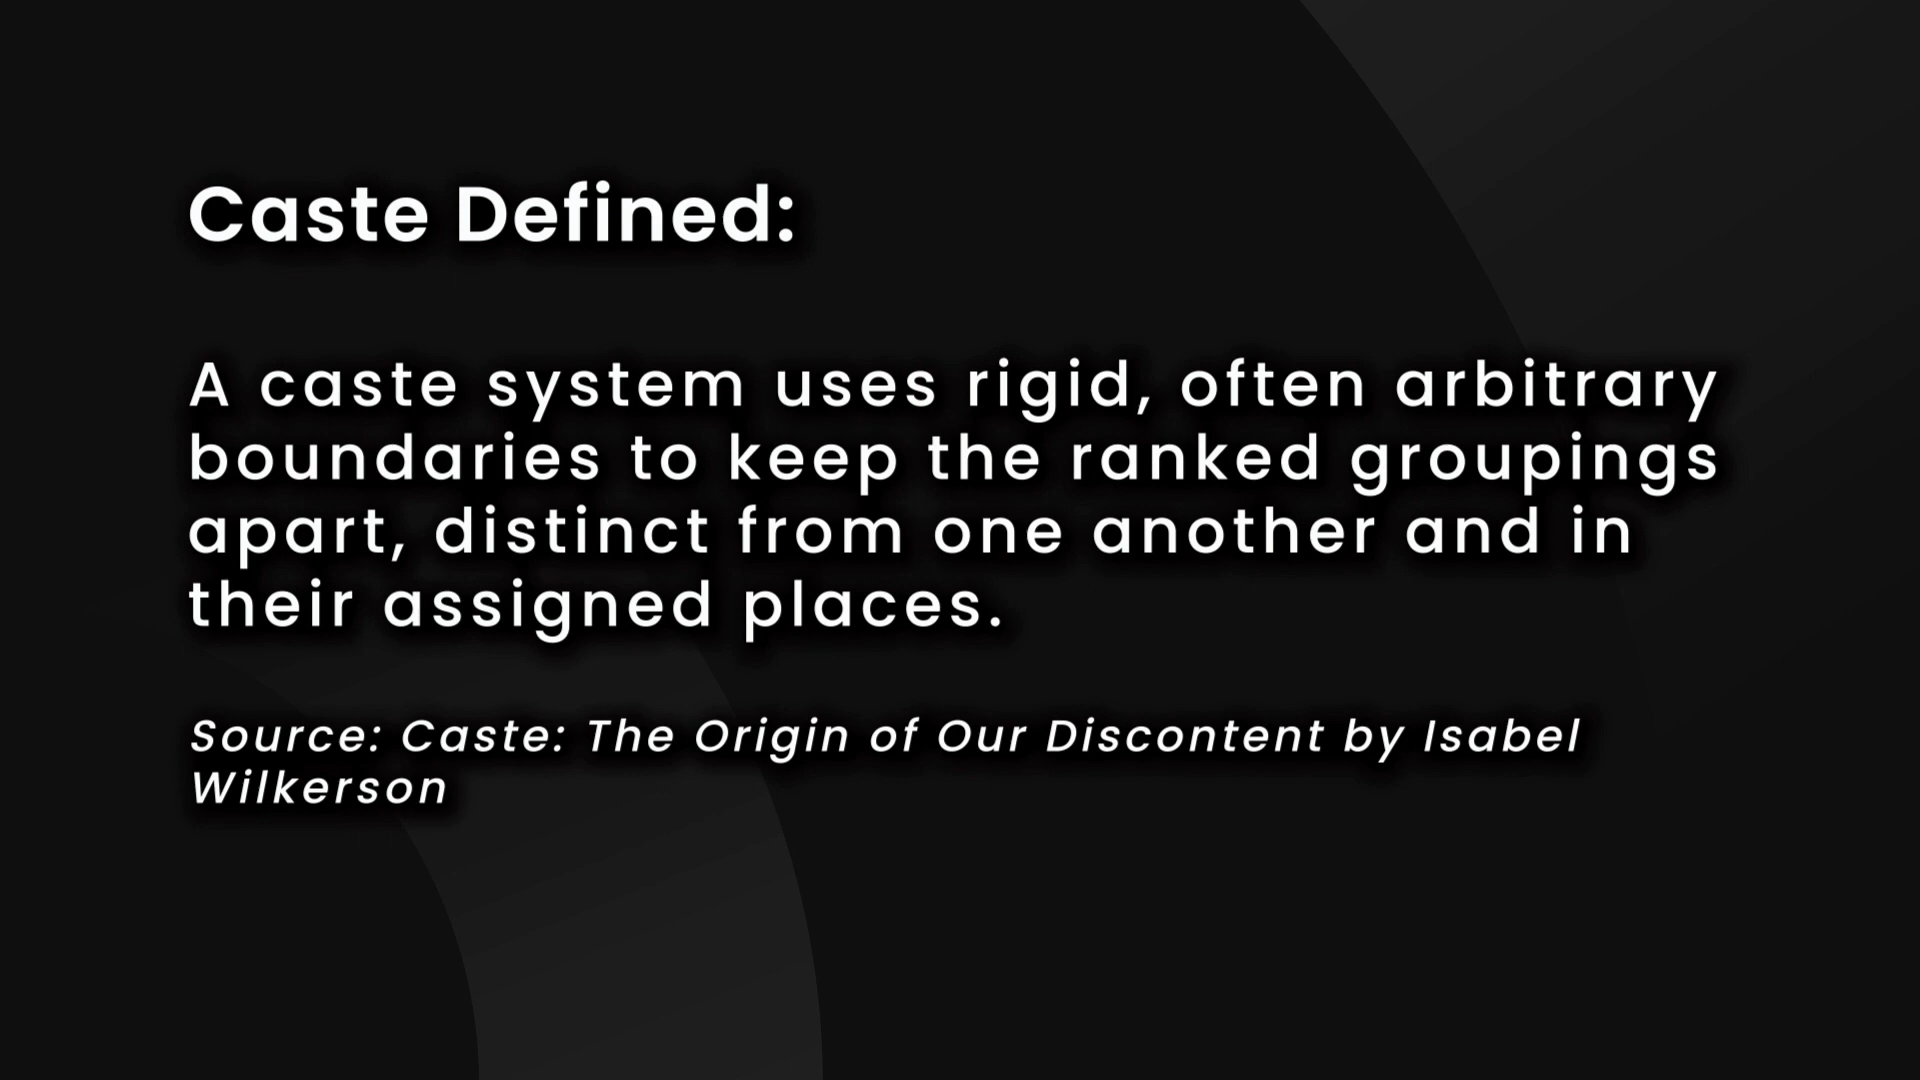 Caste Defined:
A caste system uses rigid, often arbitrary
boundaries to keep the ranked groupings
apart, distinct from one another and in
their assigned places.
Source: Caste: The Origin of Our Discontent by Isabel
Wilkerson